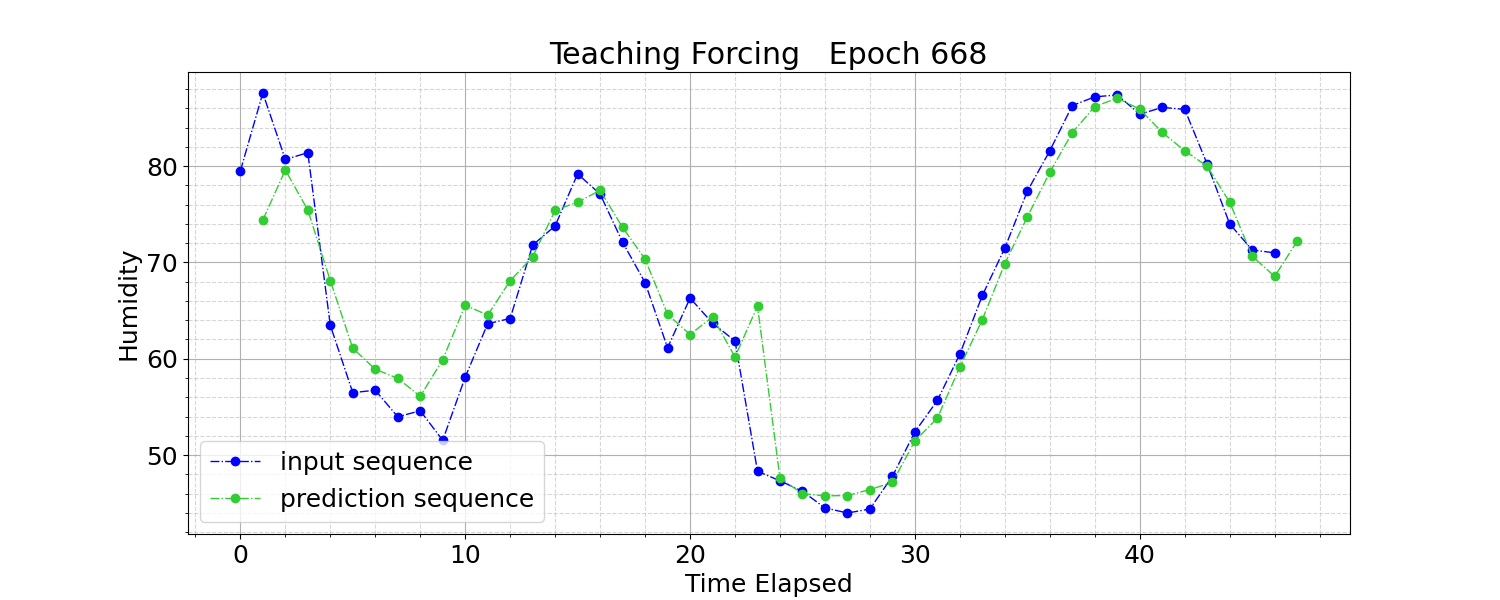 Teaching Forcing   Epoch 668
Humidity
80
70
60
50
input sequence
prediction sequence
0 10 20 30 40
Time Elapsed